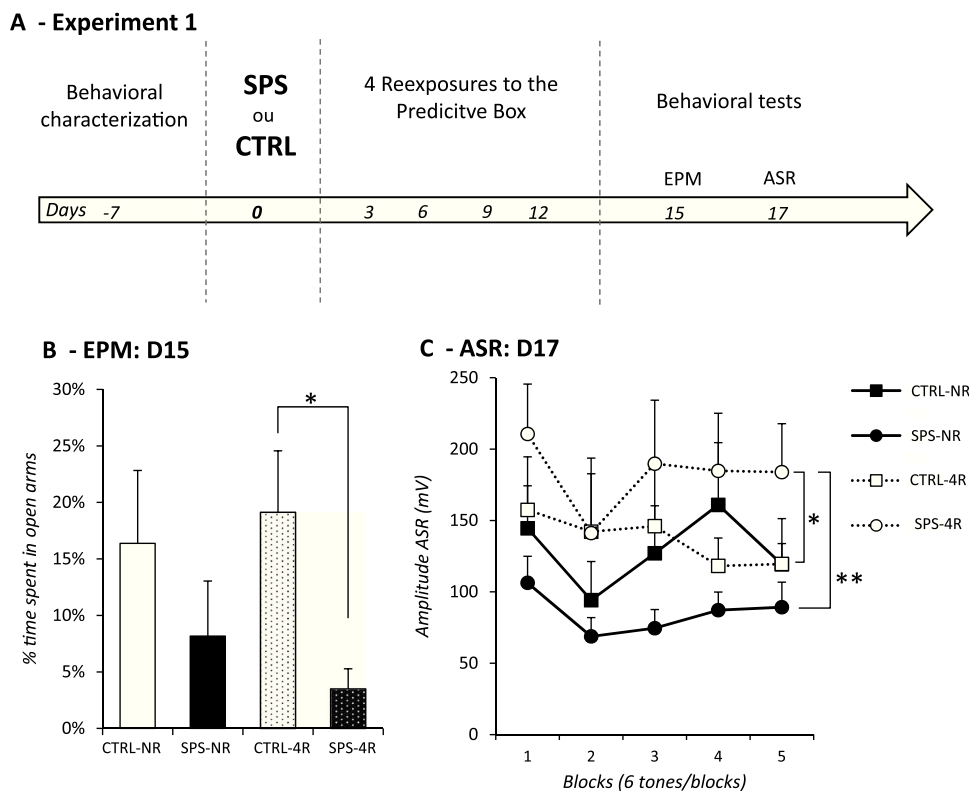 A - Experiment 1
Behavioral
characterization
SPS
ou
CTRL
4 Reexposures to the
Predicitve Box
Behavioral tests
EPM ASR
Days -7 0 3 6 9 12 15 17
B - EPM: D15
% time spent in open arms
30%
25%
20%
15%
10%
5%
0%
*
CTRL-NR SPS-NR CTRL-4R SPS-4R
C - ASR: D17
Amplitude ASR (mV)
250
200
150
100
50
0
1 2 3 4 5
Blocks (6 tones/blocks)
*
**
CTRL-NR
SPS-NR
CTRL-4R
SPS-4R